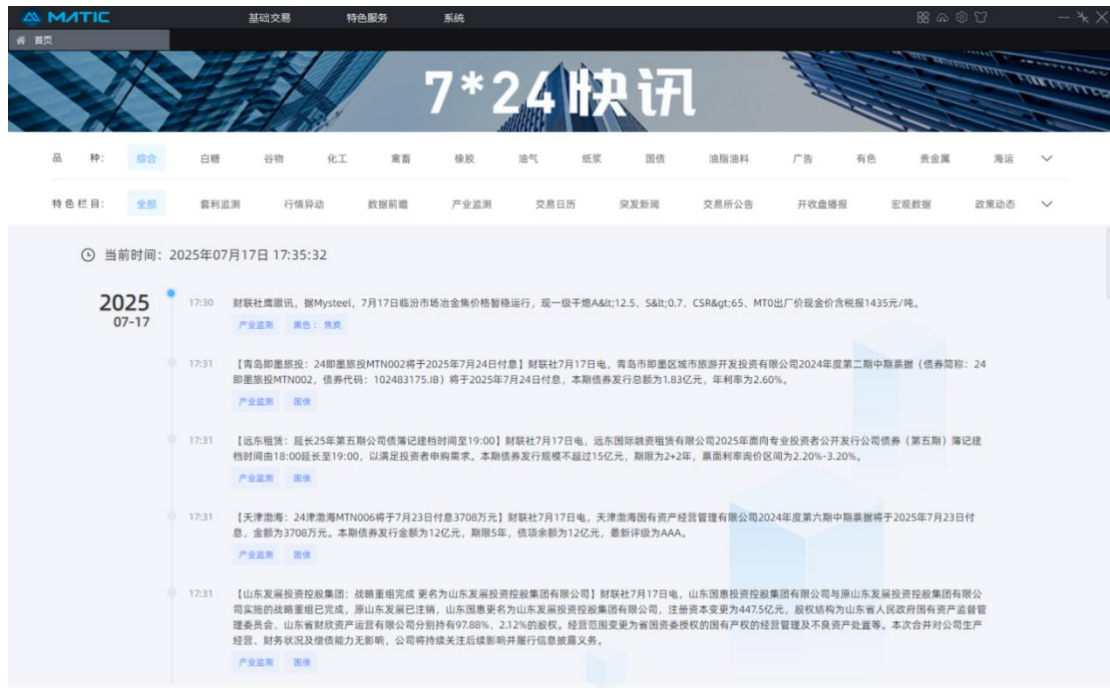 MATIC 基础交易 特色服务 系统
首页
7*24快讯
品 种: 综合 白糖 谷物 化工 禽畜 橡胶 油气 纸浆 国债 油脂油料 广告 有色 贵金属 海运
特色栏目: 全部 套利监测 行情异动 数据前瞻 产业监测 交易日历 突发新闻 交易所公告 开收盘播报 宏观数据 政策动态
当前时间：2025年07月17日 17:35:32
2025
07-17
17:30 财联社鹰眼讯，据Mysteel，7月17日临汾市场冶金焦价格暂稳运行，现一级干熄A&lt;12.5、S&lt;0.7、CSR&gt;65、MT0出厂价现金价含税报1435元/吨。
产业监测 黑色：焦炭
17:31 【青岛即墨旅投：24即墨旅投MTN002将于2025年7月24日付息】财联社7月17日电，青岛市即墨区城市旅游开发投资有限公司2024年度第二期中期票据（债券简称：24
即墨旅投MTN002，债券代码：102483175.IB）将于2025年7月24日付息，本期债券发行总额为1.83亿元，年利率为2.60%。
产业监测 国债
17:31 【远东租赁：延长25年第五期公司债簿记建档时间至19:00】财联社7月17日电，远东国际融资租赁有限公司2025年面向专业投资者公开发行公司债券（第五期）簿记建
档时间由18:00延长至19:00，以满足投资者申购需求。本期债券发行规模不超过15亿元，期限为2+2年，票面利率询价区间为2.20%-3.20%。
产业监测 国债
17:31 【天津渤海：24津渤海MTN006将于7月23日付息3708万元】财联社7月17日电，天津渤海国有资产经营管理有限公司2024年度第六期中期票据将于2025年7月23日付
息，金额为3708万元。本期债券发行金额为12亿元，期限5年，债项余额为12亿元，最新评级为AAA。
产业监测 国债
17:31 【山东发展投资控股集团：战略重组完成 更名为山东发展投资控股集团有限公司】财联社7月17日电，山东国惠投资控股集团有限公司与原山东发展投资控股集团有限公
司实施的战略重组已完成，原山东发展已注销，山东国惠更名为山东发展投资控股集团有限公司，注册资本变更为447.5亿元，股权结构为山东省人民政府国有资产监督管
理委员会、山东省财欣资产运营有限公司分别持有97.88%、2.12%的股权。经营范围变更为省国资委授权的国有产权的经营管理及不良资产处置等。本次合并对公司生产
经营、财务状况及偿债能力无影响，公司将持续关注后续影响并履行信息披露义务。
产业监测 国债